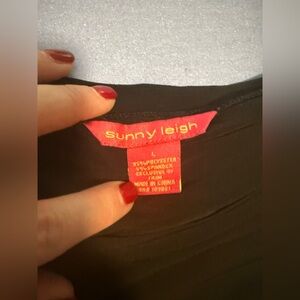 sunny leigh
L
95%POLYESTER
5%SPANDEX
EXCLUSIVE OF
TRIM
MADE IN CHINA